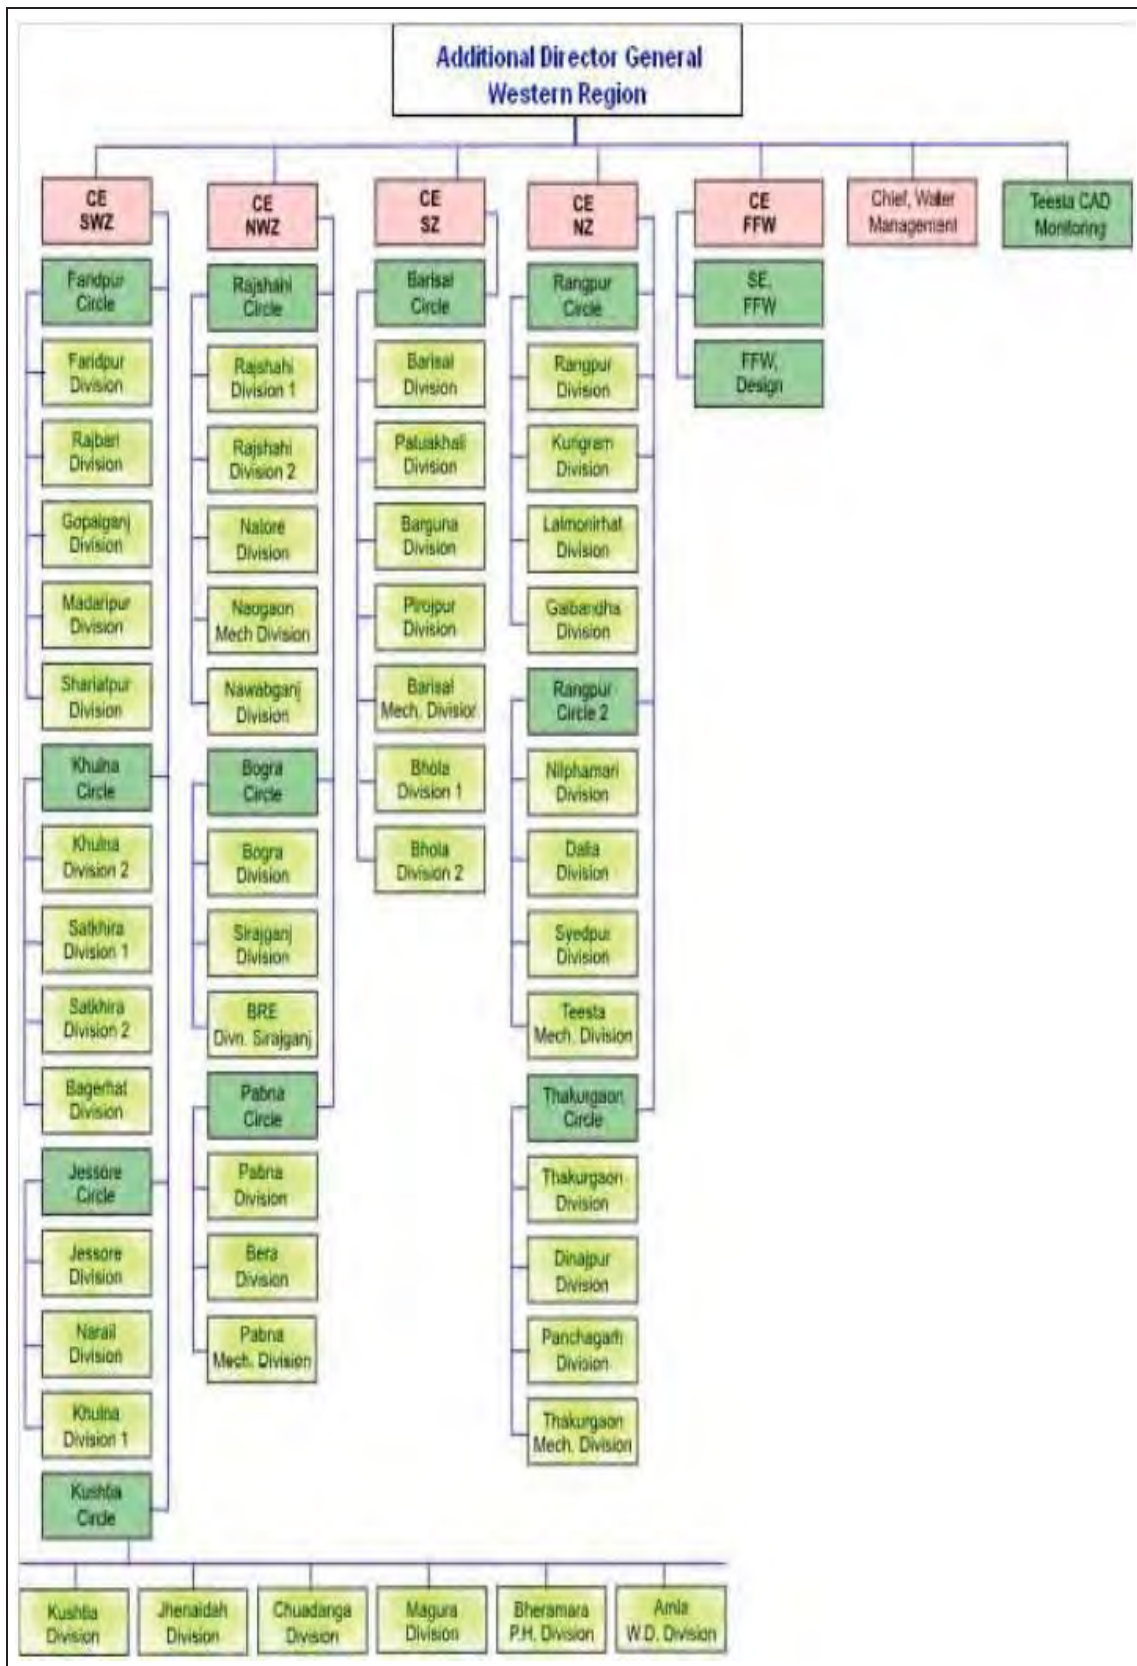 Additional Director General
Western Region
CE
SWZ
CE
NWZ
CE
SZ
CE
NZ
CE
FFW
Chief, Water
Management
Teesta CAD
Monitoring
Faridpur
Circle
Faridpur
Division
Rajbari
Division
Gopalganj
Division
Madaripur
Division
Shariatpur
Division
Khulna
Circle
Khulna
Division 2
Satkhira
Division 1
Satkhira
Division 2
Bagerhat
Division
Jessore
Circle
Jessore
Division
Narail
Division
Khulna
Division 1
Kushtia
Circle
Kushtia
Division
Jhenaidah
Division
Chuadanga
Division
Magura
Division
Bheramara
P.H. Division
Amla
W.D. Division
Rajshahi
Circle
Rajshahi
Division 1
Rajshahi
Division 2
Natore
Division
Naogaon
Mech Division
Nawabganj
Division
Bogra
Circle
Bogra
Division
Sirajganj
Division
BRE
Divn. Sirajganj
Pabna
Circle
Pabna
Division
Bera
Division
Pabna
Mech. Division
Barisal
Circle
Barisal
Division
Patuakhali
Division
Barguna
Division
Pirojpur
Division
Barisal
Mech. Division
Bhola
Division 1
Bhola
Division 2
Rangpur
Circle
Rangpur
Division
Kurigram
Division
Lalmonirhat
Division
Gaibandha
Division
Rangpur
Circle 2
Nilphamari
Division
Dalia
Division
Syedpur
Division
Teesta
Mech. Division
Thakurgaon
Circle
Thakurgaon
Division
Dinajpur
Division
Panchagarh
Division
Thakurgaon
Mech. Division
SE,
FFW
FFW,
Design